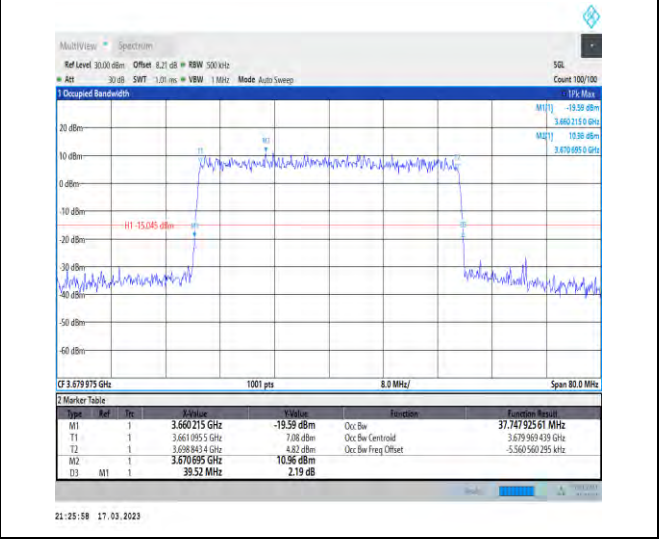 MultiView Spectrum
Ref Level 30.00 dBm Offset 8.21 dB RBW 500 kHz SGL
Att 30 dB SWT 1.01 ms VBW 1 MHz Mode Auto Sweep Count 100/100
1 Occupied Bandwidth 1Pk Max
M1[1] -19.59 dBm
3.660 215 0 GHz
M2[1] 10.96 dBm
3.670 695 0 GHz
20 dBm
M2
T1
10 dBm
0 dBm
-10 dBm
H1 -15.045 dBm
-20 dBm
-30 dBm
-40 dBm
-50 dBm
-60 dBm
CF 3.679 975 GHz 1001 pts 8.0 MHz/ Span 80.0 MHz
2 Marker Table
Type Ref Trc X-Value Y-Value Function Function Result
M1 1 3.660 215 GHz -19.59 dBm Occ Bw 37.747 925 61 MHz
T1 1 3.661 095 5 GHz 7.08 dBm Occ Bw Centroid 3.679 969 439 GHz
T2 1 3.698 843 4 GHz 4.82 dBm Occ Bw Freq Offset -5.560 560 295 kHz
M2 1 3.670 695 GHz 10.96 dBm
D3 M1 1 39.52 MHz 2.19 dB
21:25:58 17.03.2023